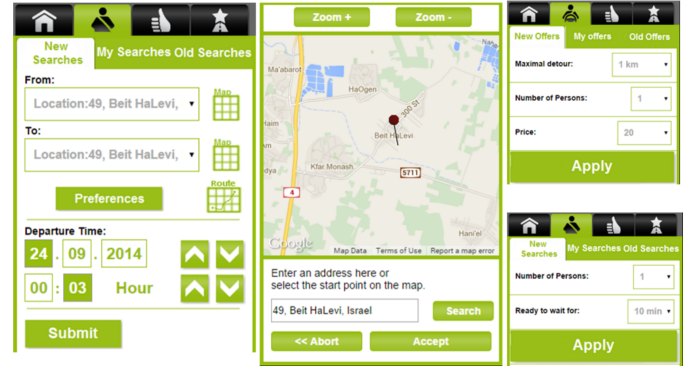 New
Searches
My Searches
Old Searches
From:
Location:49, Beit HaLevi,
Map
To:
Location:49, Beit HaLevi,
Map
Preferences
Route
Departure Time:
24 . 09 . 2014
00 : 03 Hour
Submit
Zoom +
Zoom -
Ma'abarot
HaOgen
300 St
Beit HaLevi
Kfar Monash
5711
4
Hani'el
Google
Map Data
Terms of Use
Report a map error
Enter an address here or
select the start point on the map.
49, Beit HaLevi, Israel
Search
<< Abort
Accept
New Offers
My offers
Old Offers
Maximal detour:
1 km
Number of Persons:
1
Price:
20
Apply
New
Searches
My Searches
Old Searches
Number of Persons:
1
Ready to wait for:
10 min
Apply